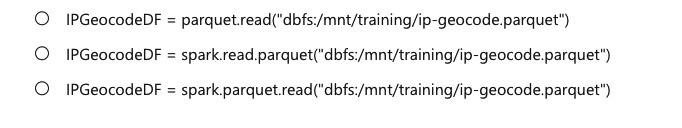 IPGeocodeDF = parquet.read("dbfs:/mnt/training/ip-geocode.parquet")
IPGeocodeDF = spark.read.parquet("dbfs:/mnt/training/ip-geocode.parquet")
IPGeocodeDF = spark.parquet.read("dbfs:/mnt/training/ip-geocode.parquet")